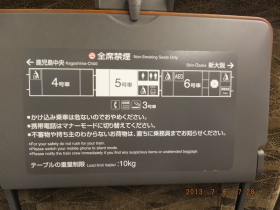 全席禁煙 Non-Smoking Seats Only
←鹿児島中央 Kagoshima-Chūō
Shin-Ōsaka 新大阪→
4号車
5号車
AED
6号車
3号車
●かけ込み乗車は危ないのでおやめください。
●携帯電話はマナーモードに切り替えてください。
●不審物や持ち主のわからないお荷物は、直ちに乗務員までお知らせください。
●For your safety do not rush for your train.
●Please switch your mobile phone to silent mode.
●Please notify the train crew immediately if you find any suspicious items or unattended baggage.
テーブルの重量制限 Load limit (table) :10kg
2013 7 5 7:28